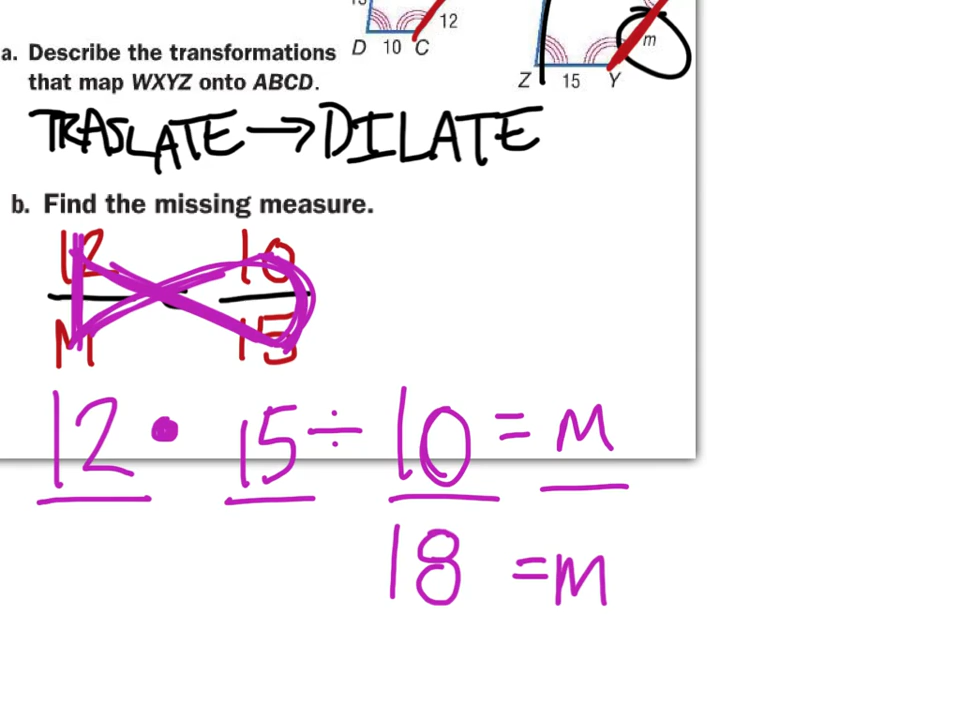 12
D 10 C
m
Z 15 Y
a. Describe the transformations
that map WXYZ onto ABCD.
TRASLATE → DILATE
b. Find the missing measure.
12 = 10
M 15
12 • 15 ÷ 10 = M
18 = m